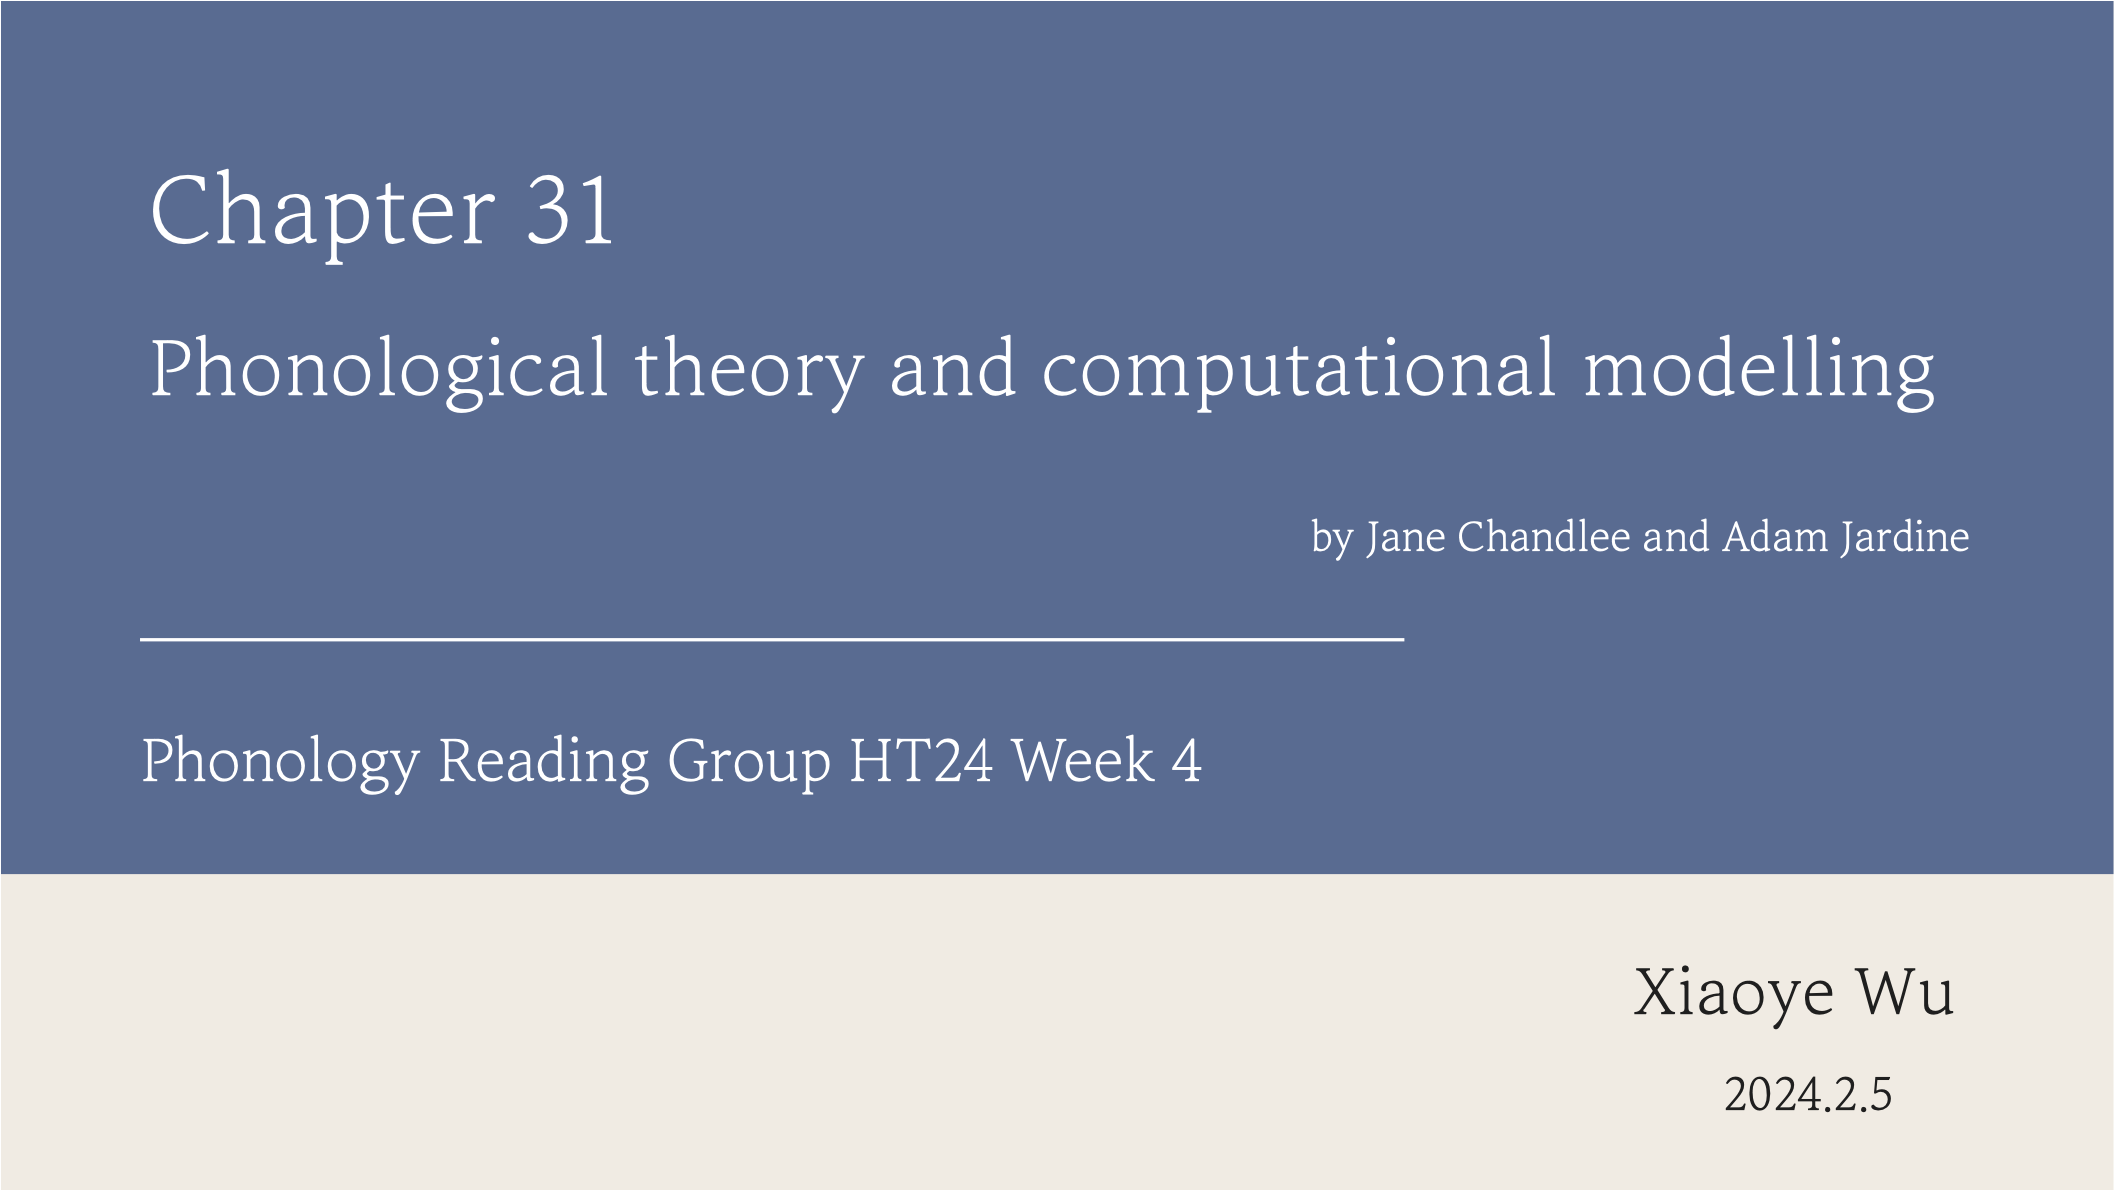 Chapter 31
Phonological theory and computational modelling
by Jane Chandlee and Adam Jardine
Phonology Reading Group HT24 Week 4
Xiaoye Wu
2024.2.5